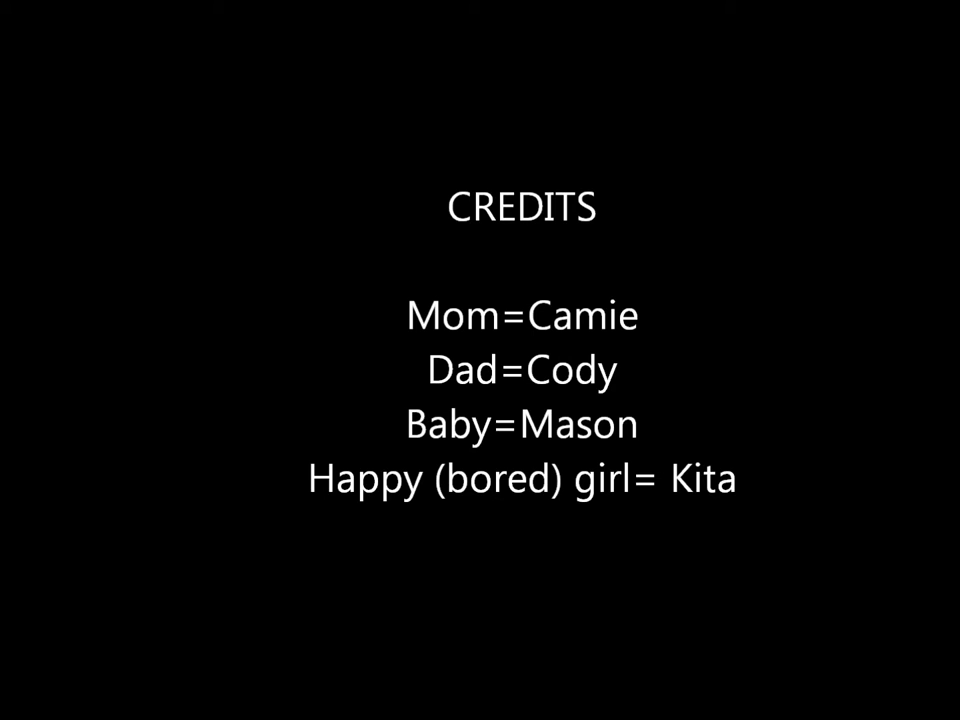 CREDITS
Mom=Camie
Dad=Cody
Baby=Mason
Happy (bored) girl= Kita